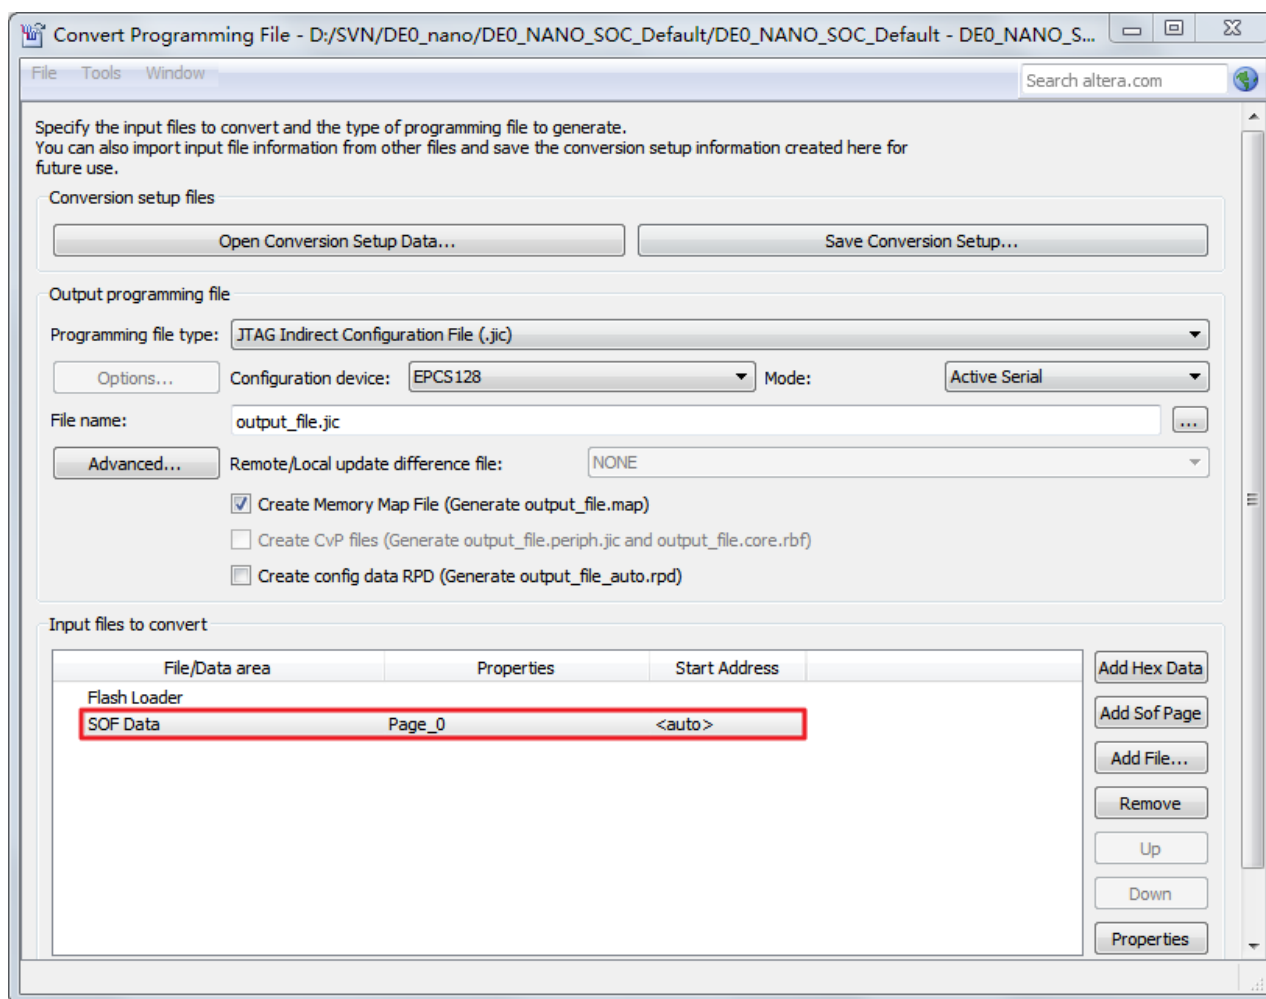 Convert Programming File - D:/SVN/DE0_nano/DE0_NANO_SOC_Default/DE0_NANO_SOC_Default - DE0_NANO_S...
File Tools Window
Search altera.com
Specify the input files to convert and the type of programming file to generate.
You can also import input file information from other files and save the conversion setup information created here for
future use.
Conversion setup files
Open Conversion Setup Data...
Save Conversion Setup...
Output programming file
Programming file type: JTAG Indirect Configuration File (.jic)
Options... Configuration device: EPCS128 Mode: Active Serial
File name: output_file.jic ...
Advanced... Remote/Local update difference file: NONE
Create Memory Map File (Generate output_file.map)
Create CvP files (Generate output_file.periph.jic and output_file.core.rbf)
Create config data RPD (Generate output_file_auto.rpd)
Input files to convert
File/Data area Properties Start Address
Flash Loader
SOF Data Page_0 <auto>
Add Hex Data
Add Sof Page
Add File...
Remove
Up
Down
Properties